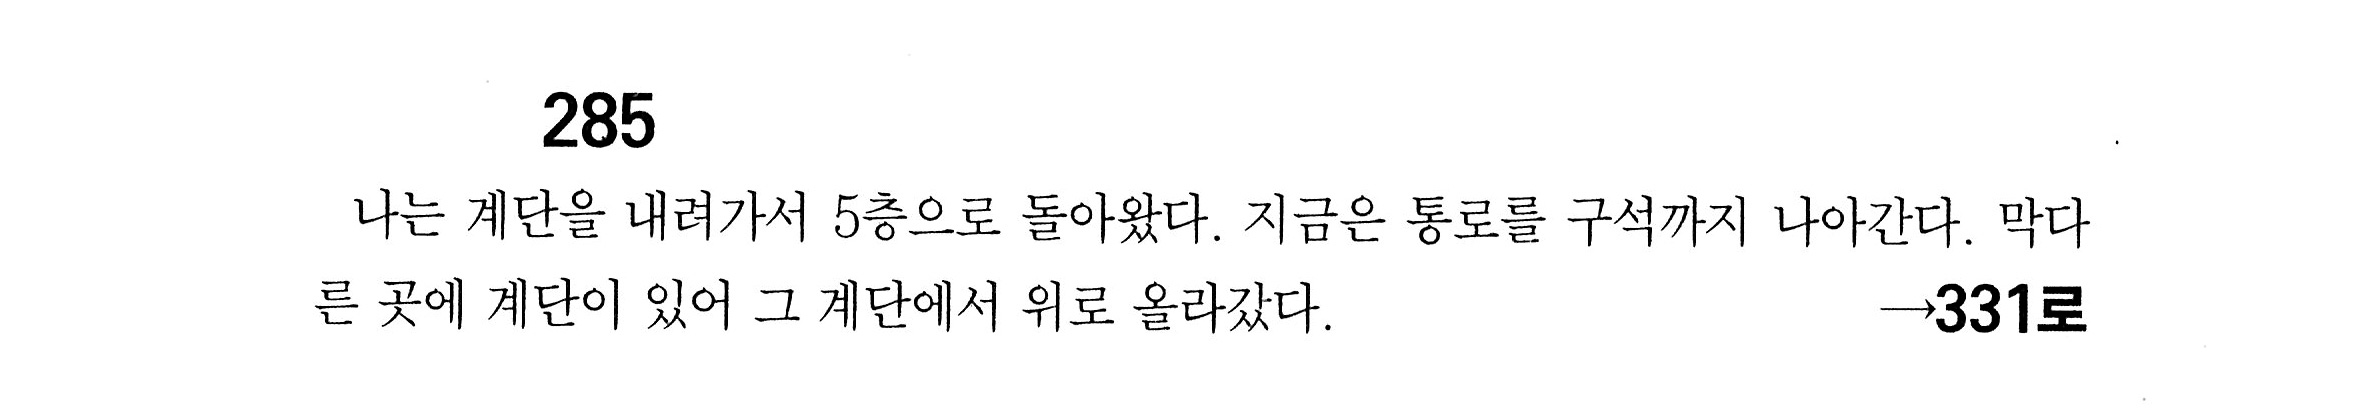 285
나는 계단을 내려가서 5층으로 돌아왔다. 지금은 통로를 구석까지 나아간다. 막다
른 곳에 계단이 있어 그 계단에서 위로 올라갔다. →331로